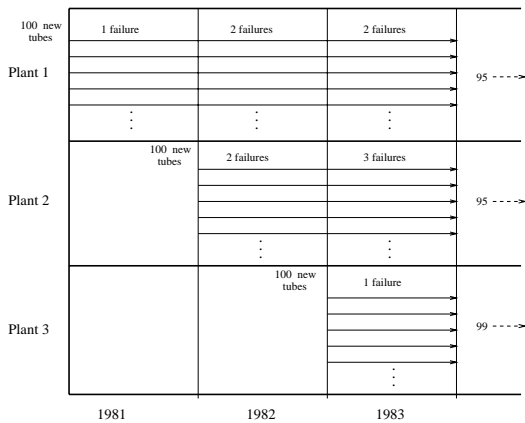 100 new tubes
1 failure
2 failures
2 failures
Plant 1
95
100 new tubes
2 failures
3 failures
Plant 2
95
100 new tubes
1 failure
Plant 3
99
1981
1982
1983